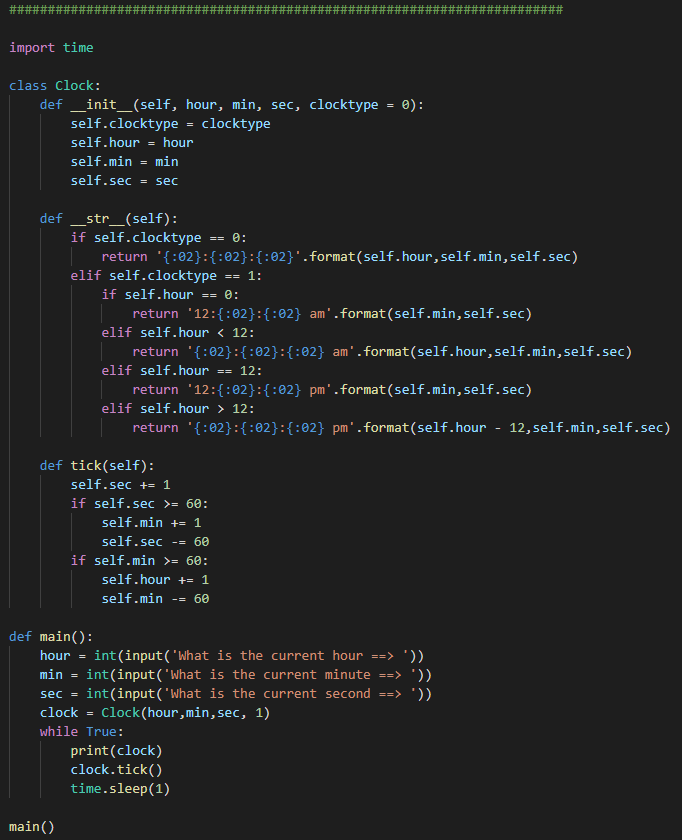 ########################################################################
import time
class Clock:
    def __init__(self, hour, min, sec, clocktype = 0):
        self.clocktype = clocktype
        self.hour = hour
        self.min = min
        self.sec = sec
    def __str__(self):
        if self.clocktype == 0:
            return '{:02}:{:02}:{:02}'.format(self.hour,self.min,self.sec)
        elif self.clocktype == 1:
            if self.hour == 0:
                return '12:{:02}:{:02} am'.format(self.min,self.sec)
            elif self.hour < 12:
                return '{:02}:{:02}:{:02} am'.format(self.hour,self.min,self.sec)
            elif self.hour == 12:
                return '12:{:02}:{:02} pm'.format(self.min,self.sec)
            elif self.hour > 12:
                return '{:02}:{:02}:{:02} pm'.format(self.hour - 12,self.min,self.sec)
    def tick(self):
        self.sec += 1
        if self.sec >= 60:
            self.min += 1
            self.sec -= 60
        if self.min >= 60:
            self.hour += 1
            self.min -= 60
def main():
    hour = int(input('What is the current hour ==> '))
    min = int(input('What is the current minute ==> '))
    sec = int(input('What is the current second ==> '))
    clock = Clock(hour,min,sec, 1)
    while True:
        print(clock)
        clock.tick()
        time.sleep(1)
main()